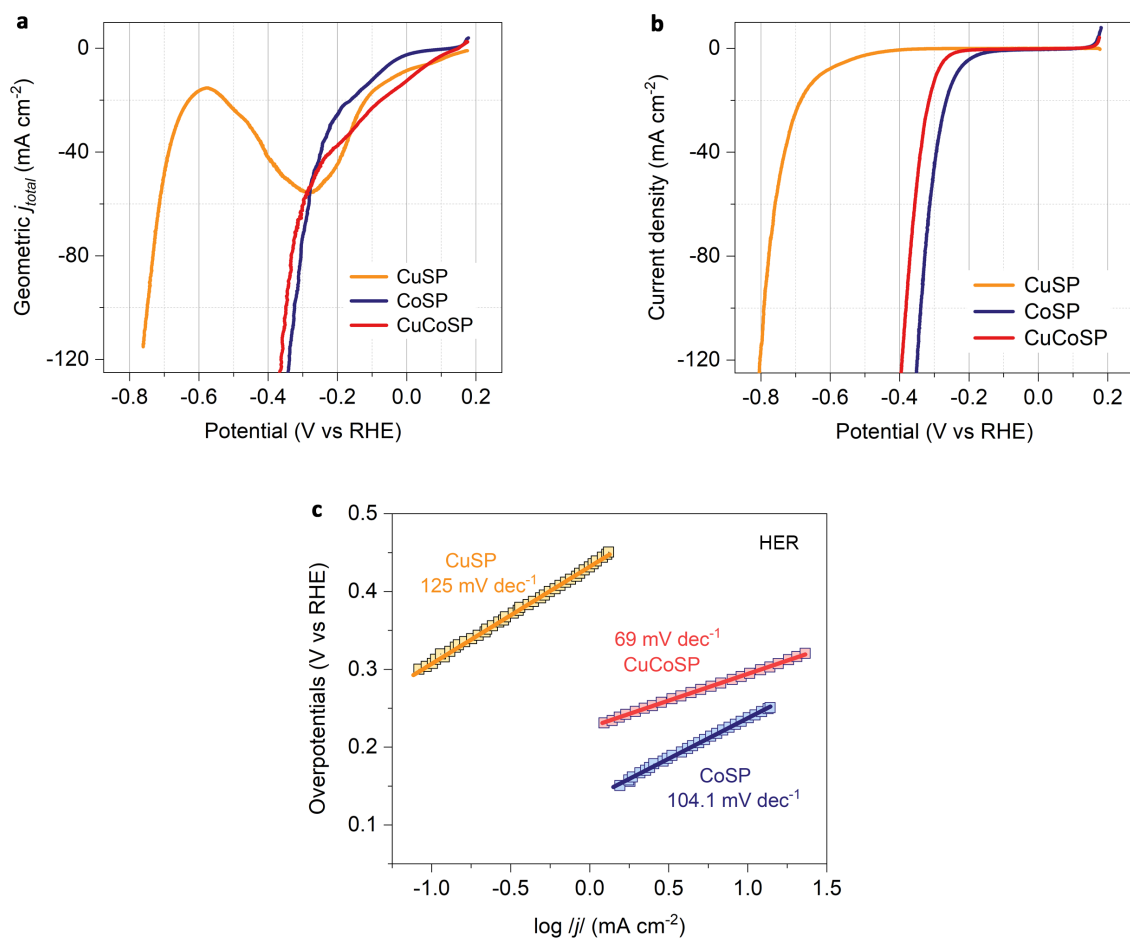 a
0
-40
-80
-120
Geometric j_total (mA cm⁻²)
CuSP
CoSP
CuCoSP
-0.8 -0.6 -0.4 -0.2 0.0 0.2
Potential (V vs RHE)
b
0
-40
-80
-120
Current density (mA cm⁻²)
CuSP
CoSP
CuCoSP
-0.8 -0.6 -0.4 -0.2 0.0 0.2
Potential (V vs RHE)
c
0.5
0.4
0.3
0.2
0.1
Overpotentials (V vs RHE)
HER
CuSP
125 mV dec⁻¹
69 mV dec⁻¹
CuCoSP
CoSP
104.1 mV dec⁻¹
-1.0 -0.5 0.0 0.5 1.0 1.5
log /j/ (mA cm⁻²)